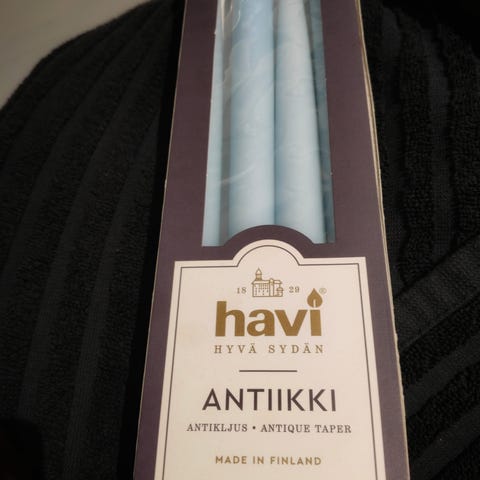 18 29
havi®
HYVÄ SYDÄN
ANTIIKKI
ANTIKLJUS • ANTIQUE TAPER
MADE IN FINLAND